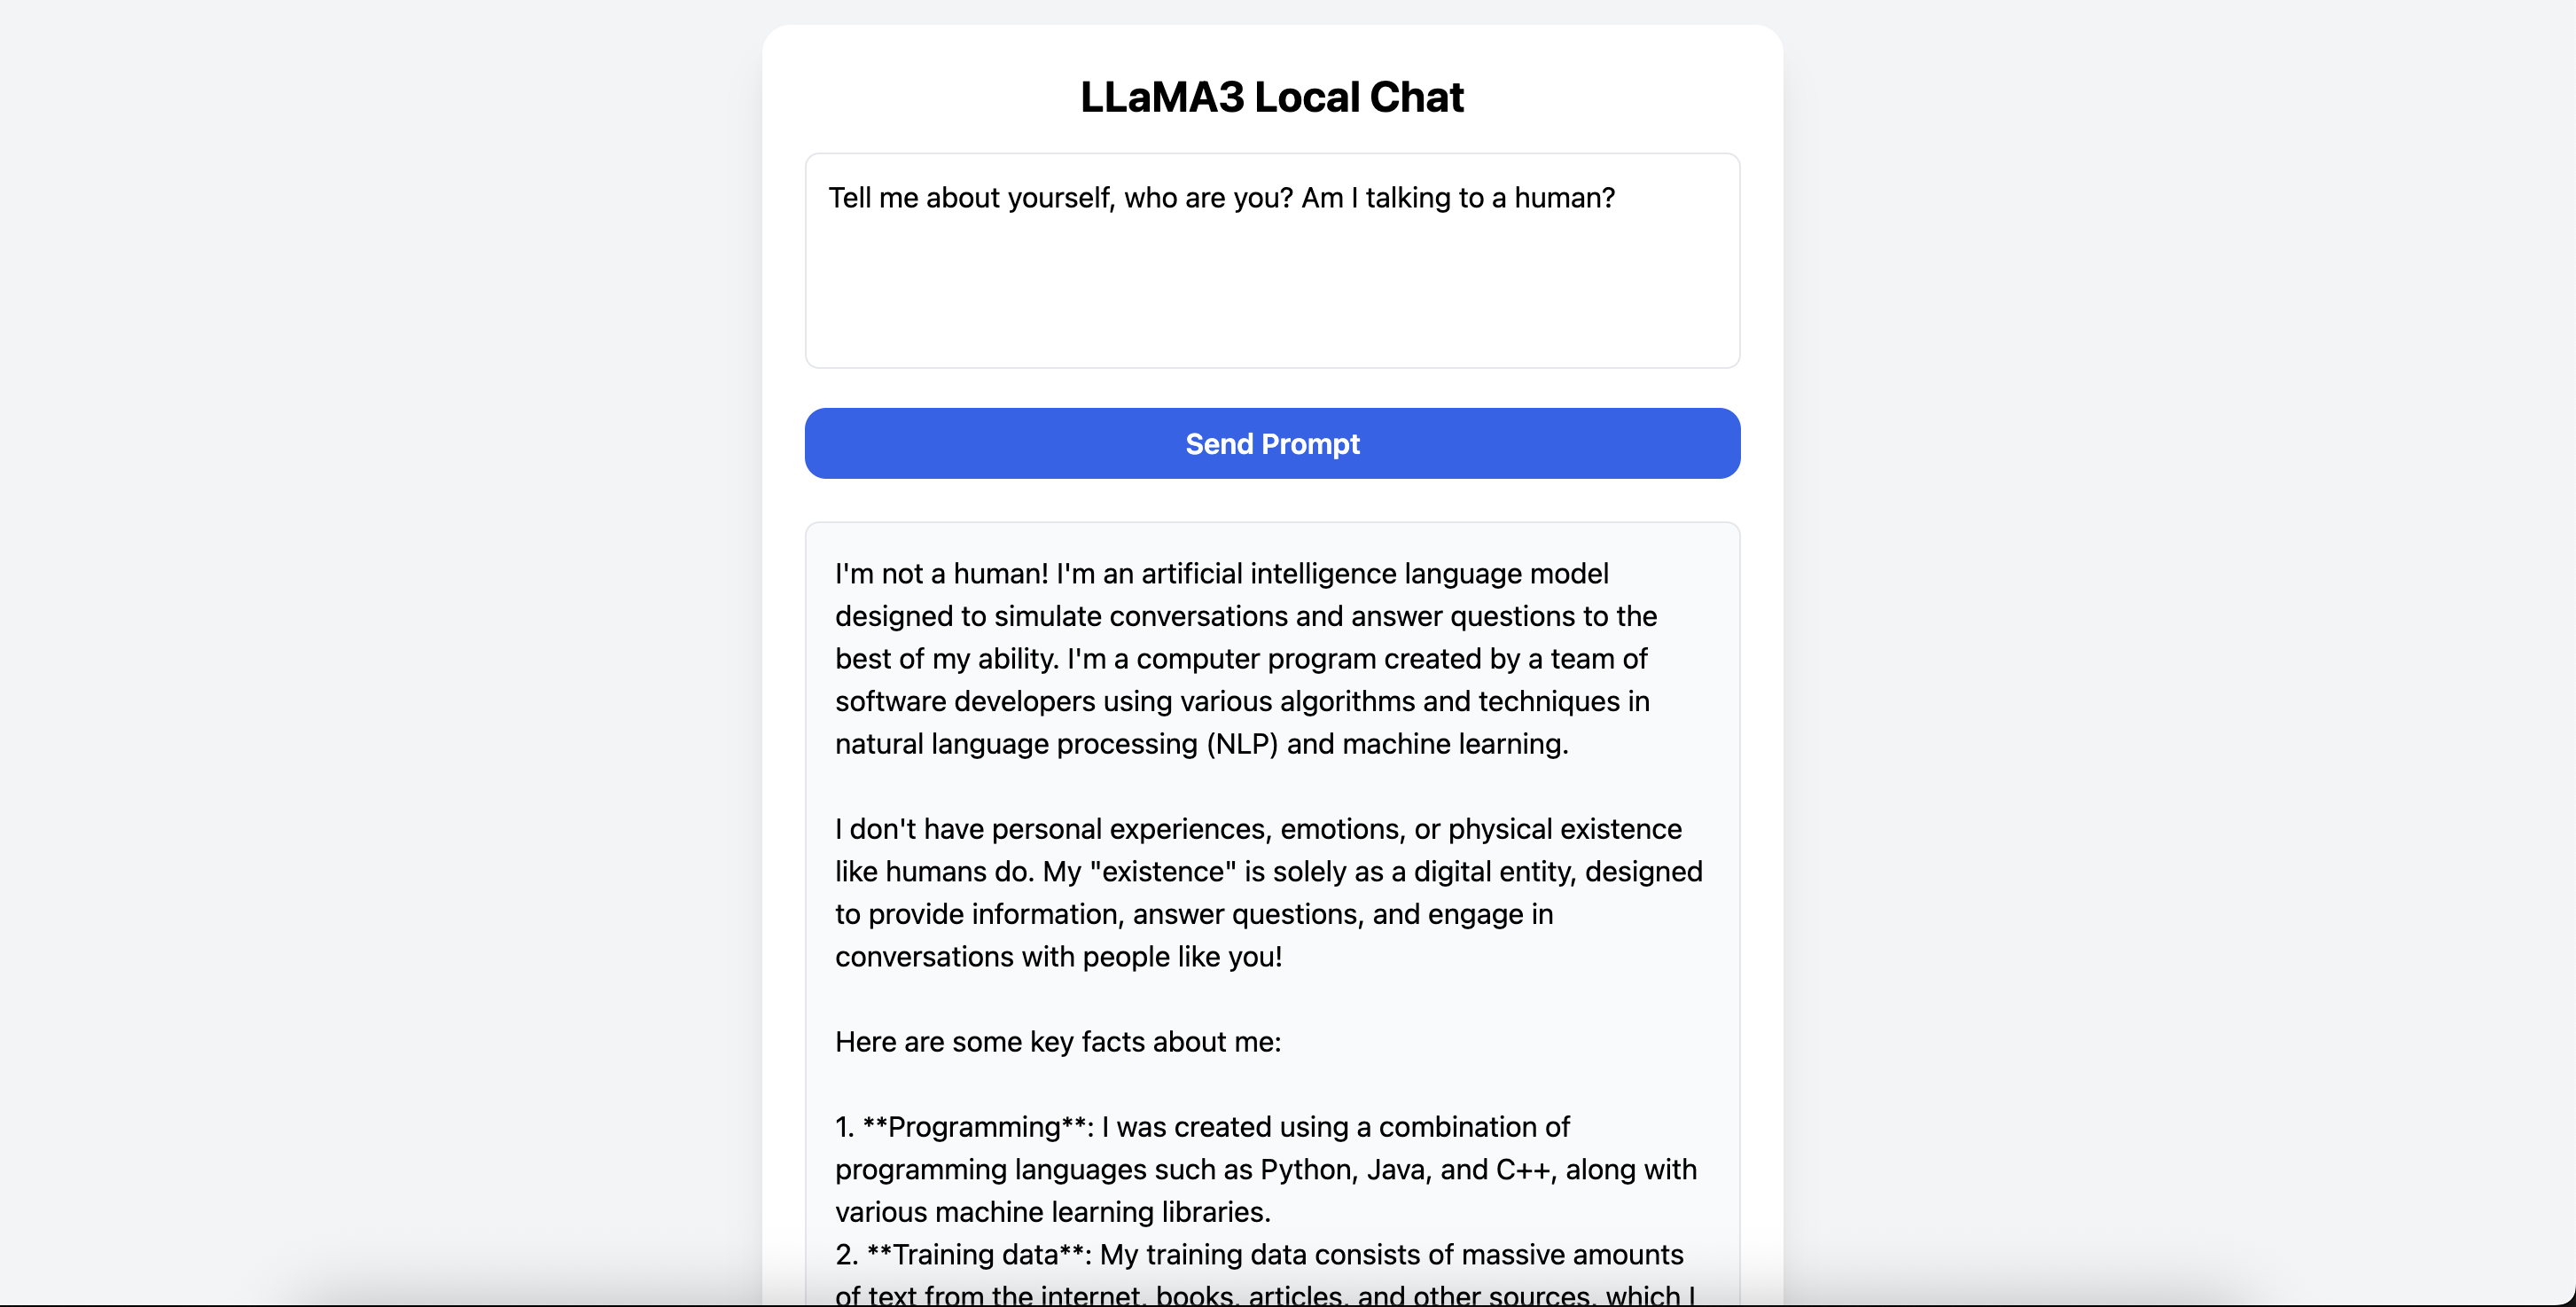 LLaMA3 Local Chat
Tell me about yourself, who are you? Am I talking to a human?
Send Prompt
I'm not a human! I'm an artificial intelligence language model
designed to simulate conversations and answer questions to the
best of my ability. I'm a computer program created by a team of
software developers using various algorithms and techniques in
natural language processing (NLP) and machine learning.
I don't have personal experiences, emotions, or physical existence
like humans do. My "existence" is solely as a digital entity, designed
to provide information, answer questions, and engage in
conversations with people like you!
Here are some key facts about me:
1. **Programming**: I was created using a combination of
programming languages such as Python, Java, and C++, along with
various machine learning libraries.
2. **Training data**: My training data consists of massive amounts
of text from the internet, books, articles, and other sources, which I